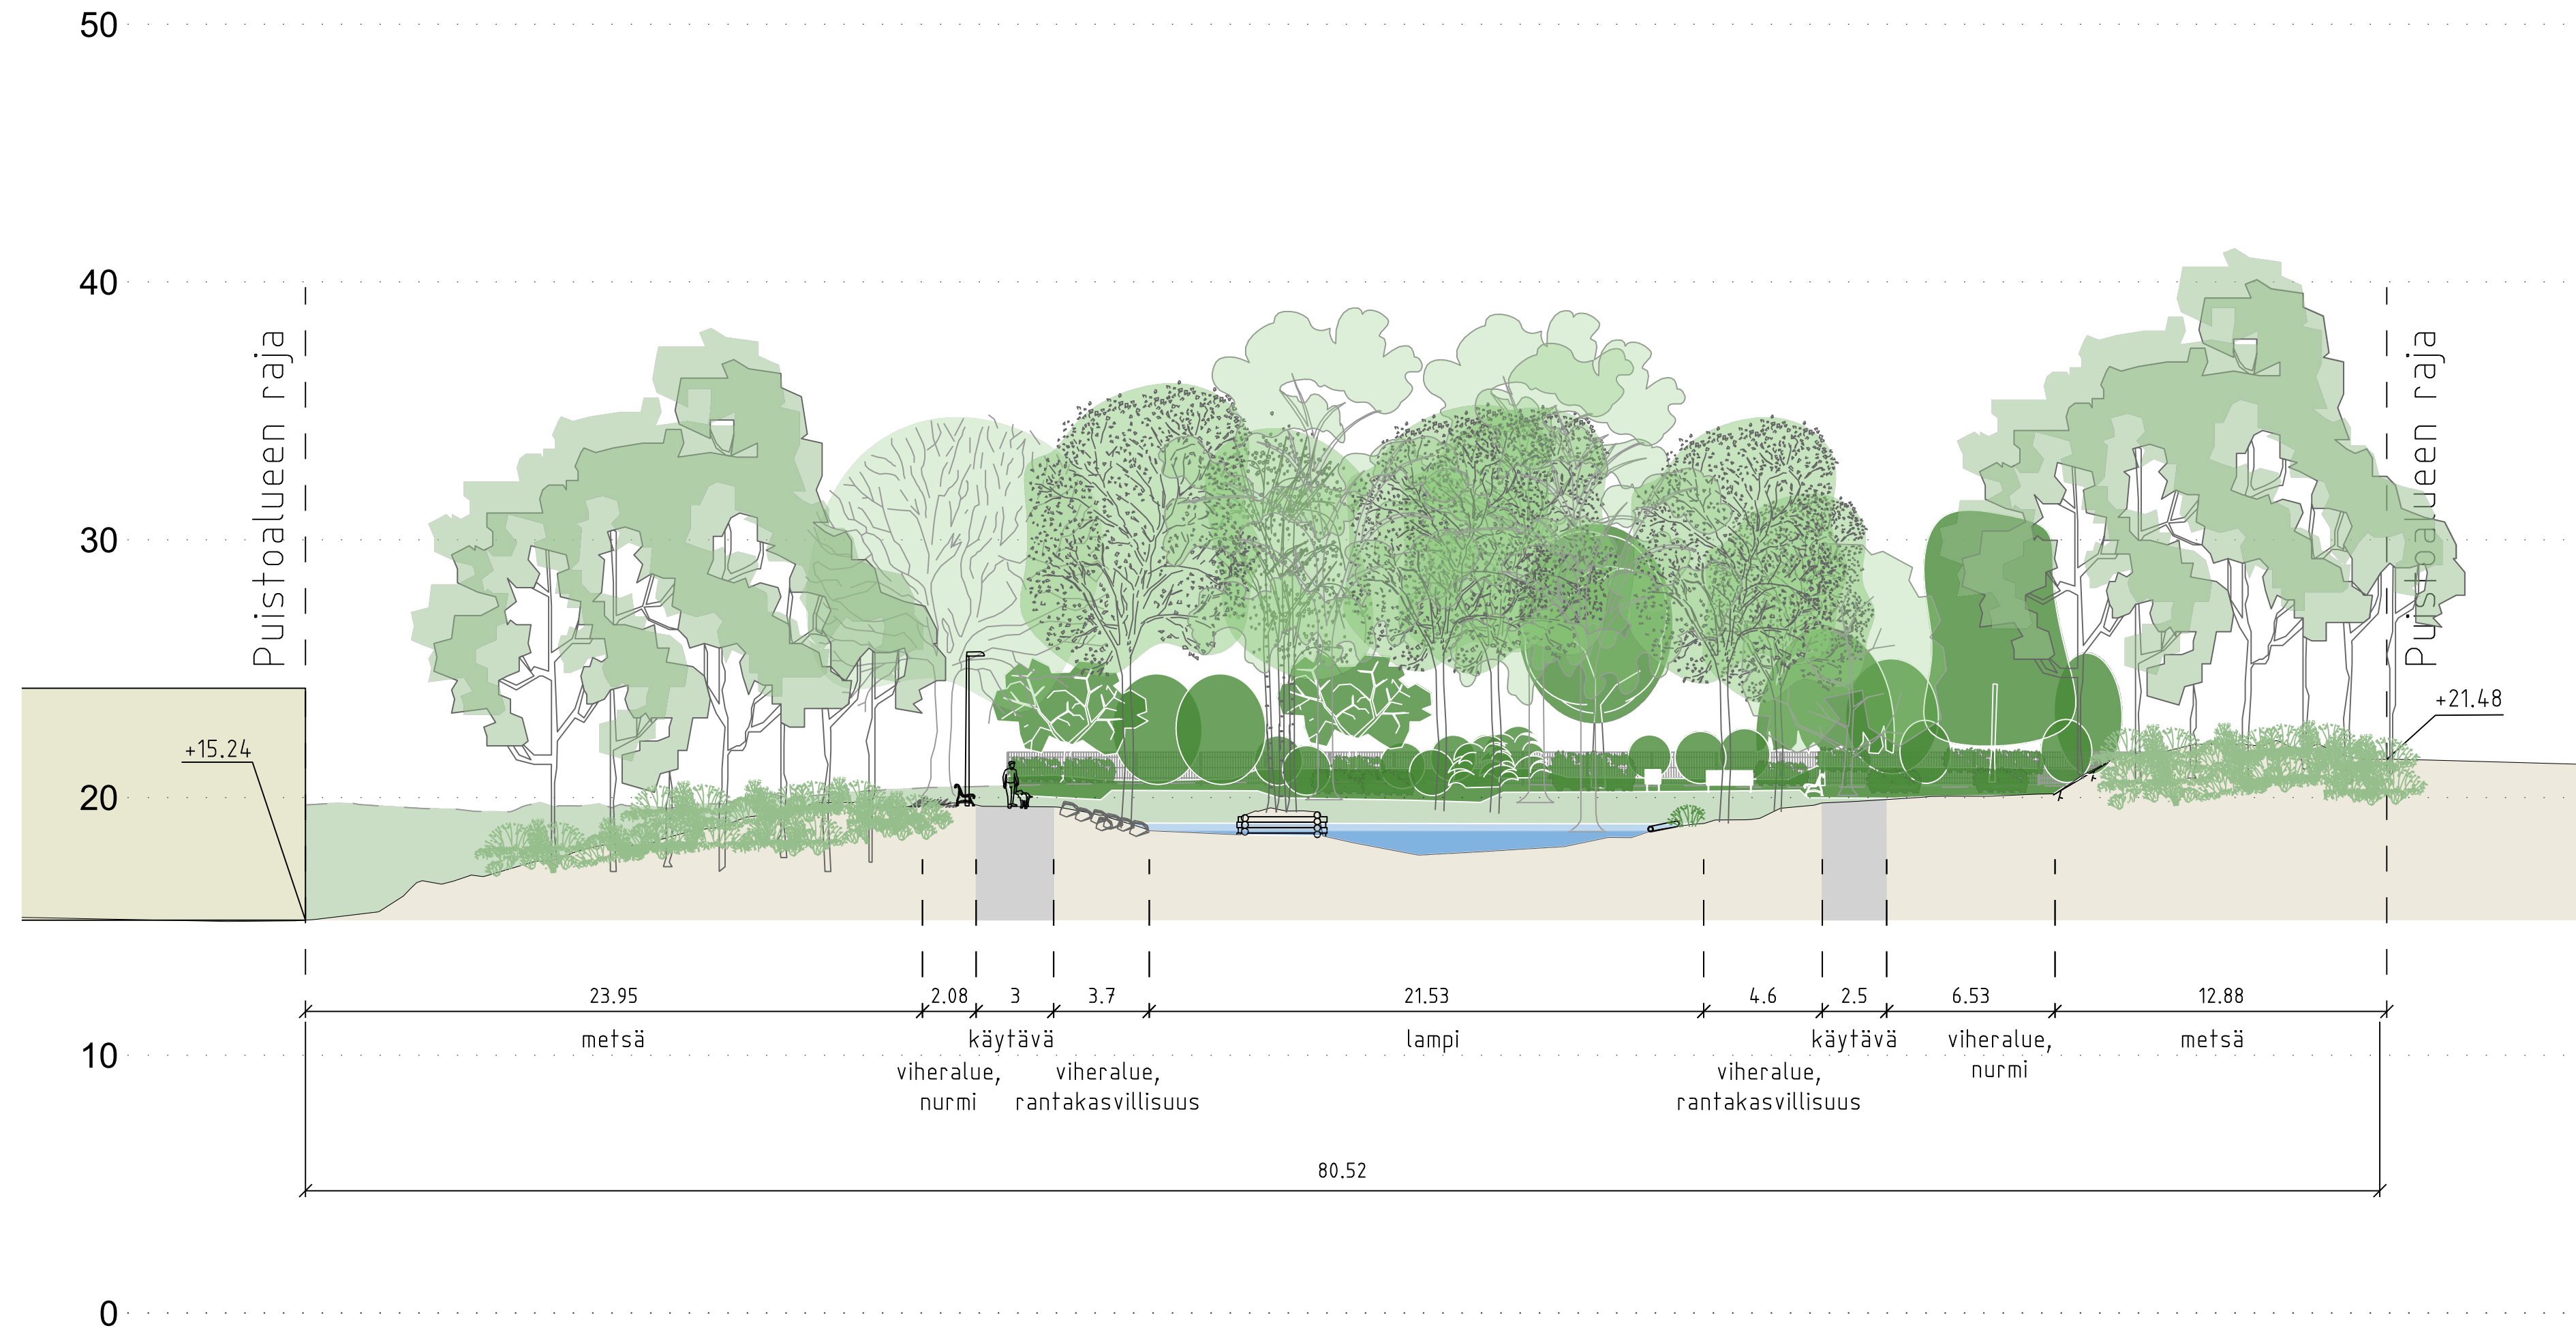 50
40
30
20
10
0
Puistoalueen raja
Puistoalueen raja
+15.24
+21.48
23.95
2.08
3
3.7
21.53
4.6
2.5
6.53
12.88
metsä
käytävä
lampi
käytävä
viheralue,
nurmi
metsä
viheralue,
nurmi
viheralue,
rantakasvillisuus
viheralue,
rantakasvillisuus
80.52